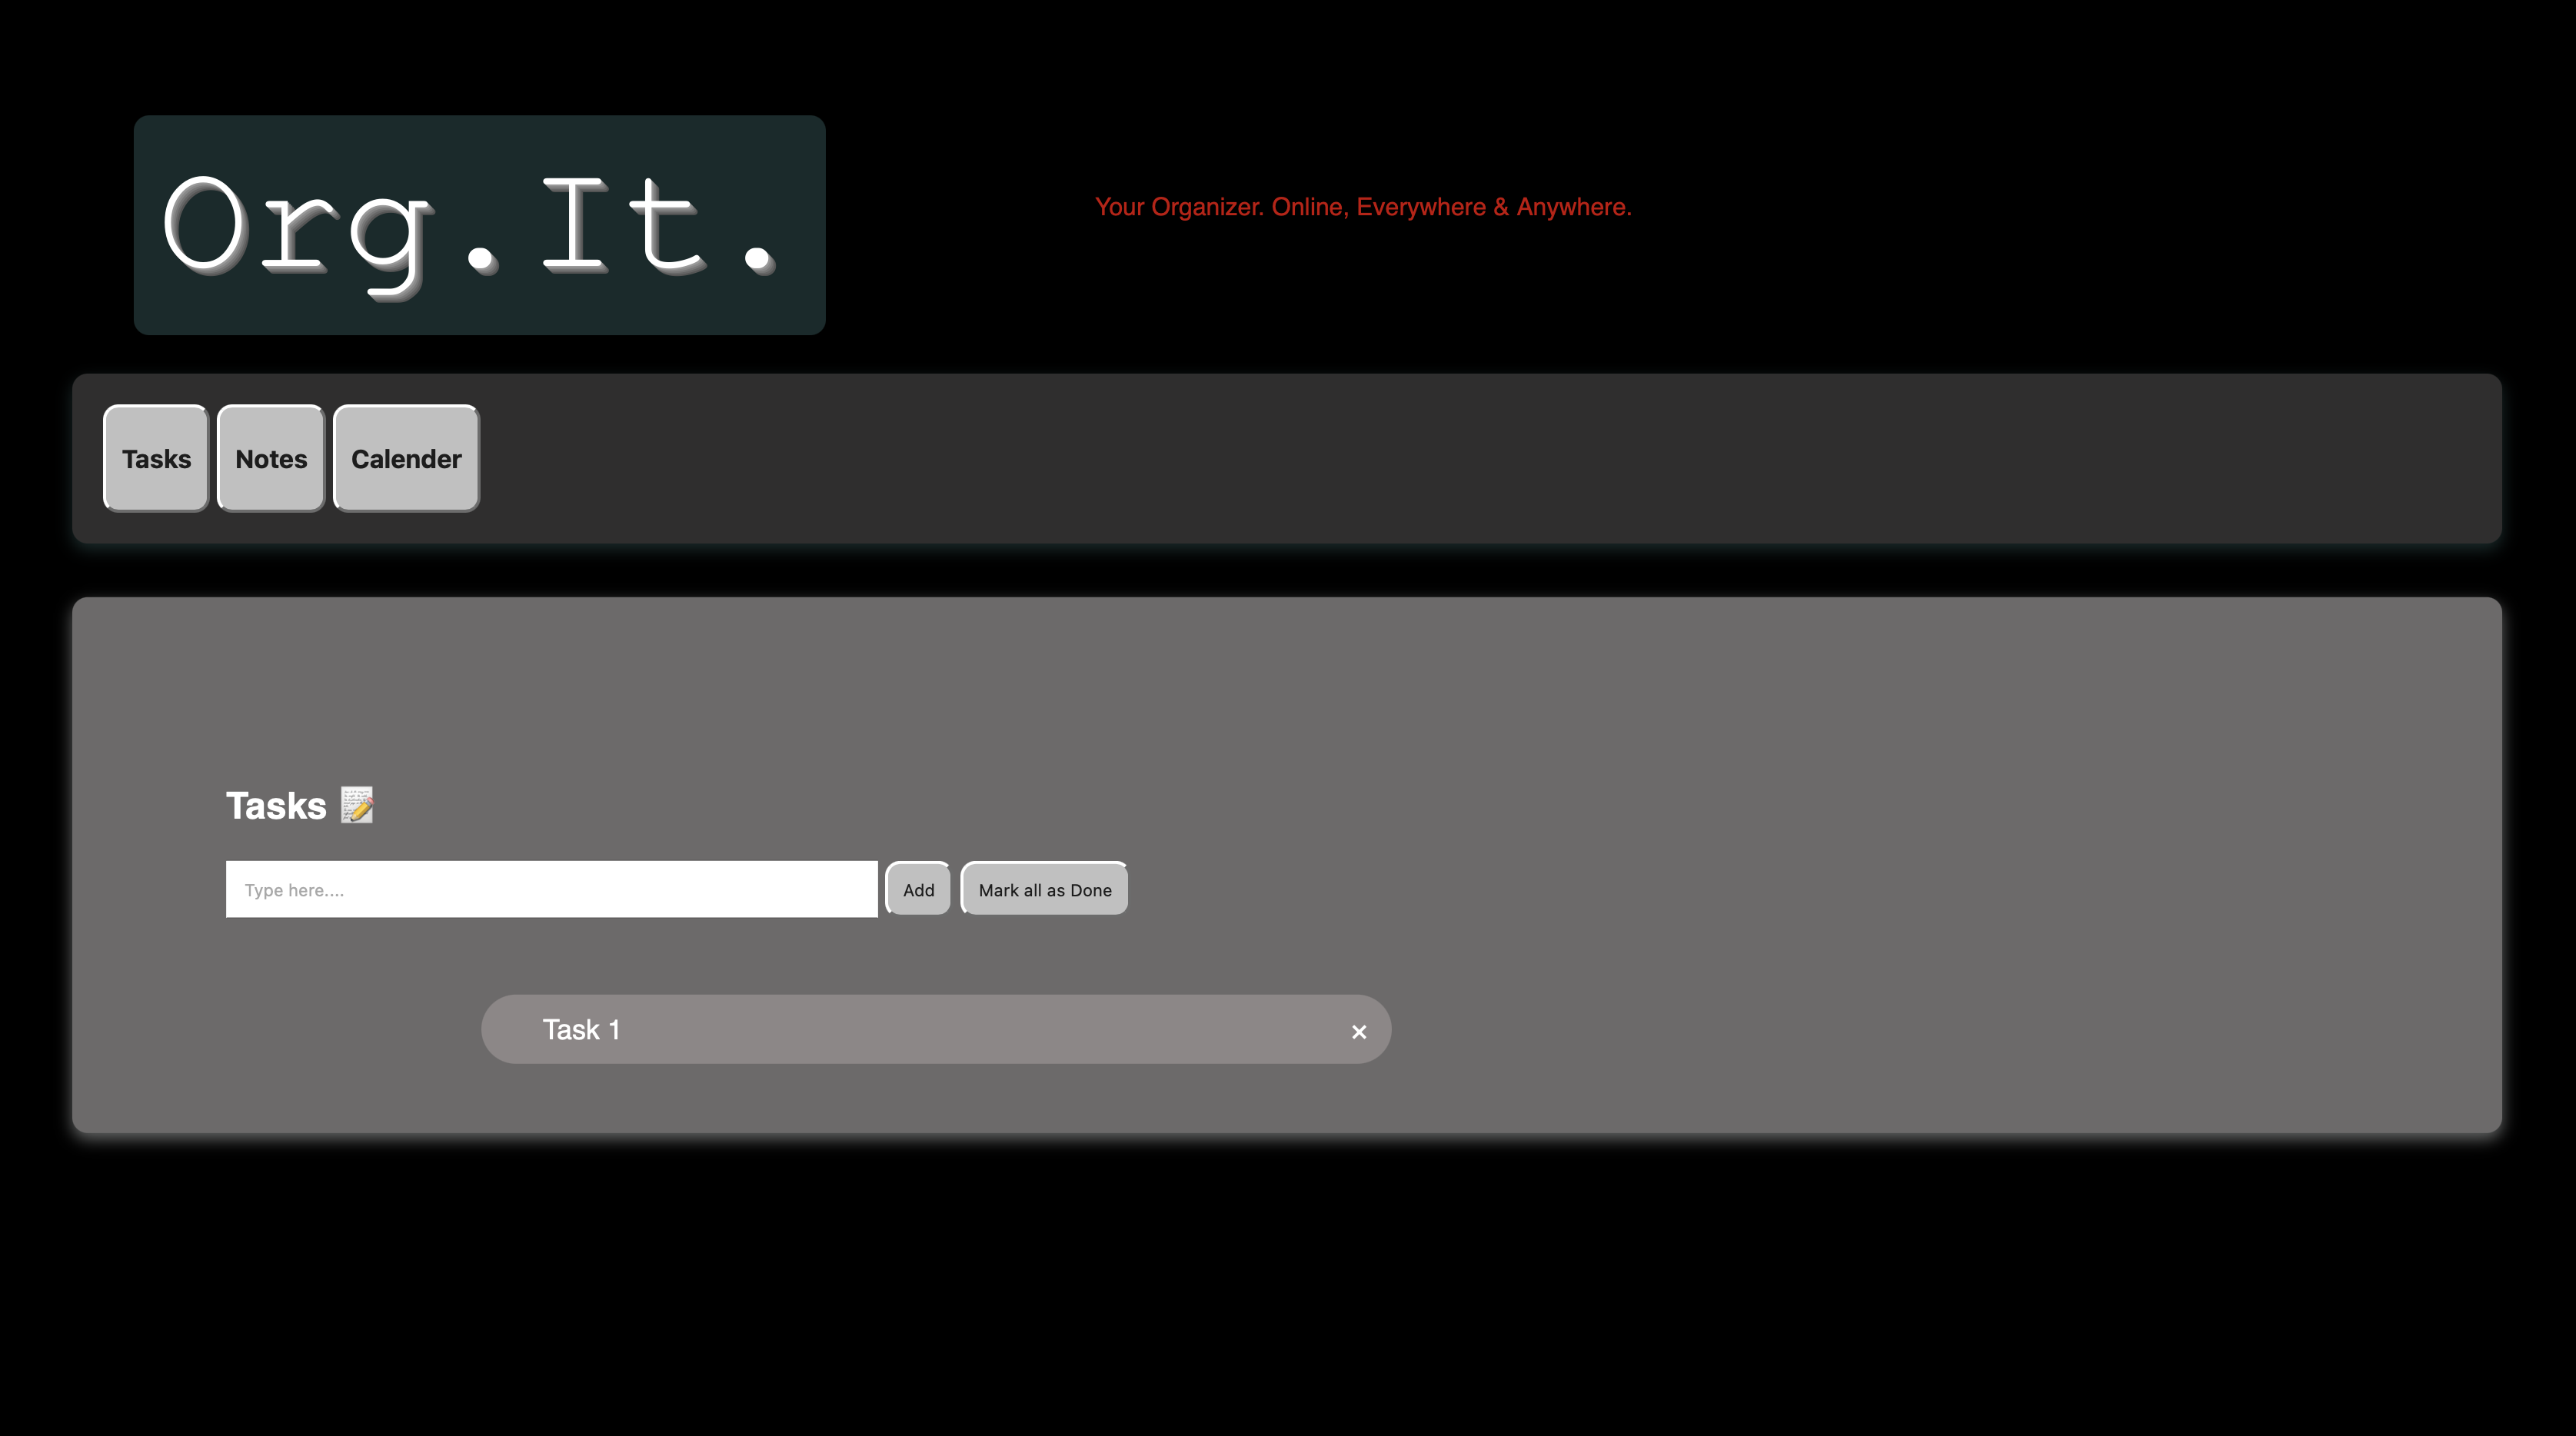 Org.It.
Your Organizer. Online, Everywhere & Anywhere.
Tasks
Notes
Calender
Tasks 📝
Type here....
Add
Mark all as Done
Task 1
×